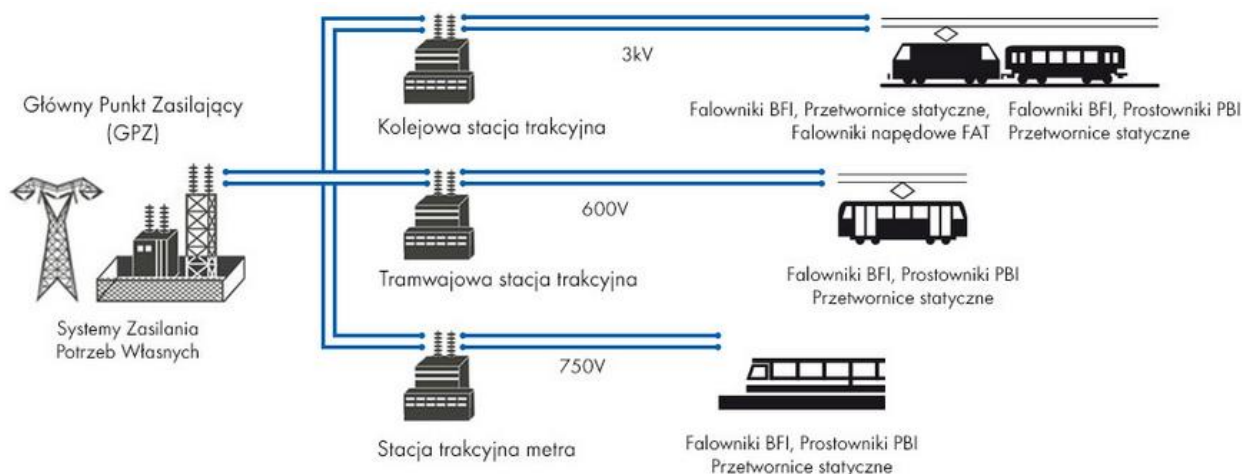 Główny Punkt Zasilający
(GPZ)
Systemy Zasilania
Potrzeb Własnych
Kolejowa stacja trakcyjna
3kV
Falowniki BFI, Przetwornice statyczne,
Falowniki napędowe FAT
Falowniki BFI, Prostowniki PBI
Przetwornice statyczne
Tramwajowa stacja trakcyjna
600V
Falowniki BFI, Prostowniki PBI
Przetwornice statyczne
Stacja trakcyjna metra
750V
Falowniki BFI, Prostowniki PBI
Przetwornice statyczne